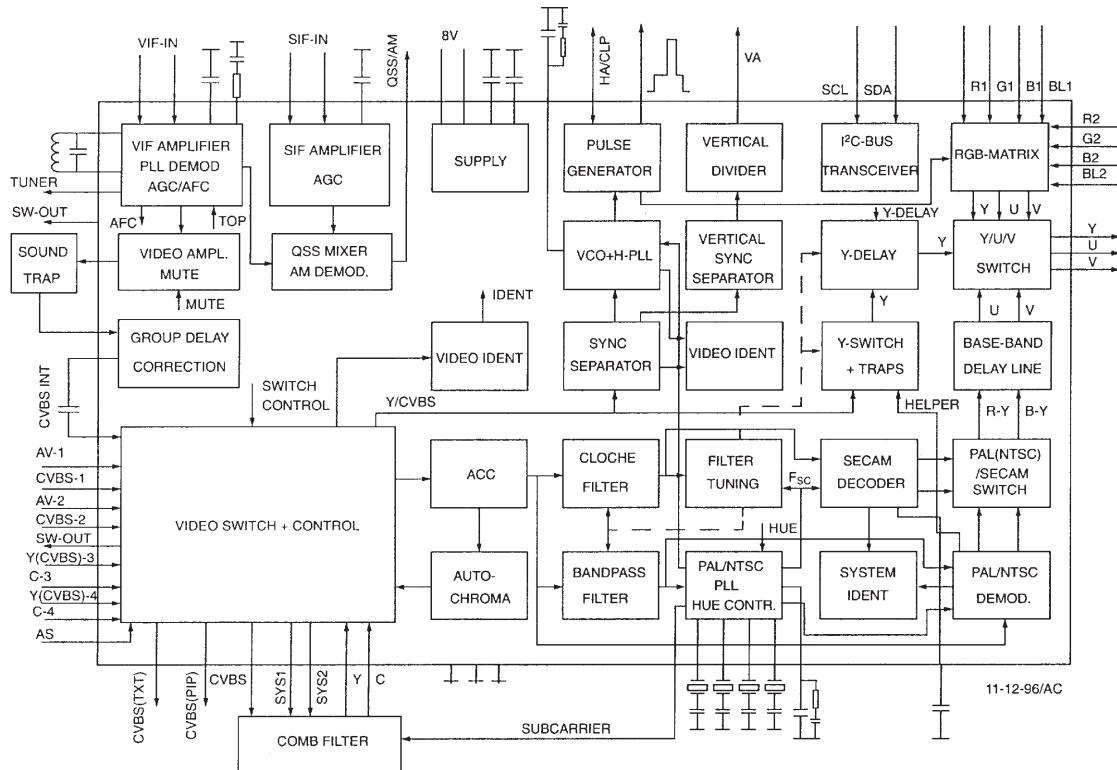 VIF-IN
SIF-IN
QSS/AM
8V
HA/CLP
VA
SCL
SDA
R1
G1
B1
BL1
R2
G2
B2
BL2
VIF AMPLIFIER
PLL DEMOD
AGC/AFC
SIF AMPLIFIER
AGC
SUPPLY
PULSE
GENERATOR
VERTICAL
DIVIDER
I²C-BUS
TRANSCEIVER
RGB-MATRIX
TUNER
SW-OUT
AFC
TOP
Y-DELAY
Y
U
V
SOUND
TRAP
VIDEO AMPL.
MUTE
QSS MIXER
AM DEMOD.
VCO+H-PLL
VERTICAL
SYNC
SEPARATOR
Y-DELAY
Y
Y/U/V
SWITCH
Y
U
V
MUTE
IDENT
Y
U
V
GROUP DELAY
CORRECTION
VIDEO IDENT
SYNC
SEPARATOR
VIDEO IDENT
Y-SWITCH
+ TRAPS
BASE-BAND
DELAY LINE
CVBS INT
SWITCH
CONTROL
Y/CVBS
HELPER
R-Y
B-Y
AV-1
CVBS-1
AV-2
CVBS-2
SW-OUT
Y(CVBS)-3
C-3
Y(CVBS)-4
C-4
AS
VIDEO SWITCH + CONTROL
ACC
CLOCHE
FILTER
FILTER
TUNING
FSC
SECAM
DECODER
PAL(NTSC)
/SECAM
SWITCH
HUE
AUTO-
CHROMA
BANDPASS
FILTER
PAL/NTSC
PLL
HUE CONTR.
SYSTEM
IDENT
PAL/NTSC
DEMOD.
CVBS(TXT)
CVBS(PIP)
CVBS
SYS1
SYS2
Y
C
11-12-96/AC
SUBCARRIER
COMB FILTER